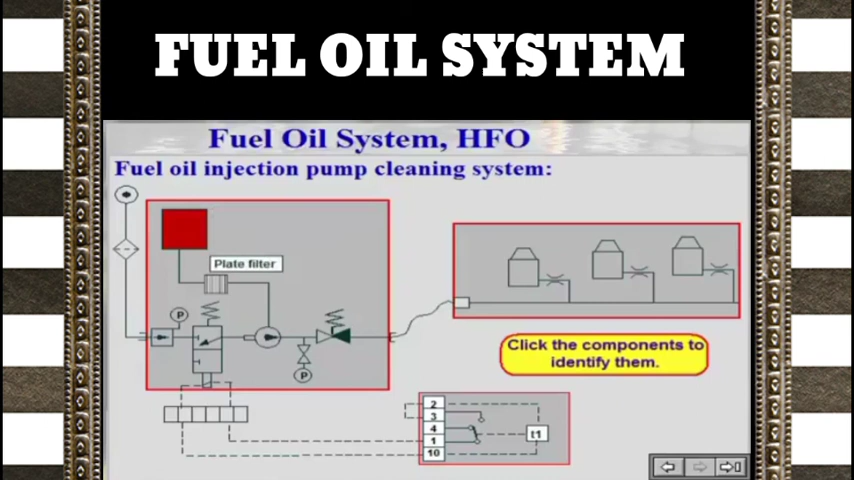 FUEL OIL SYSTEM
Fuel Oil System, HFO
Fuel oil injection pump cleaning system:
Plate filter
P
P
Click the components to
identify them.
2
3
4
1
10
t1